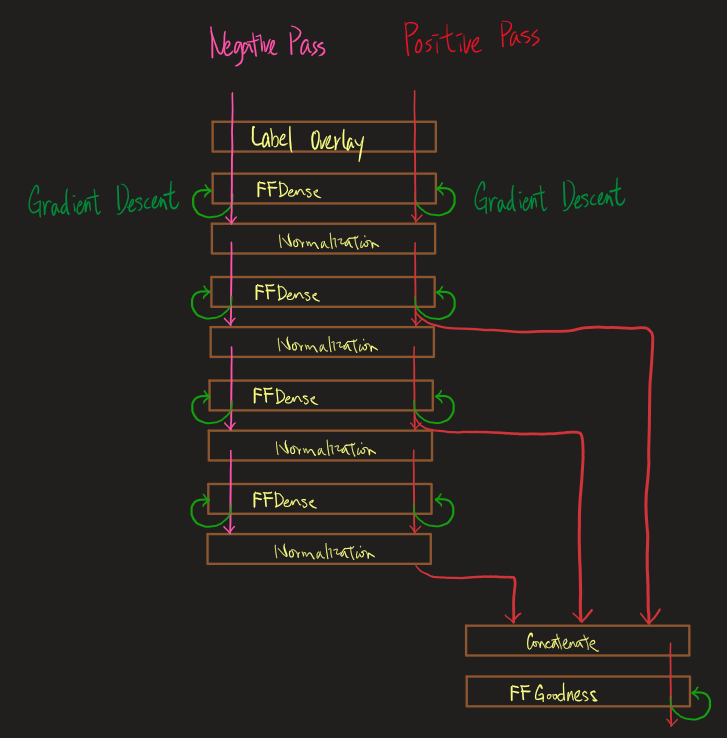 Negative Pass
Positive Pass
Label Overlay
Gradient Descent
FFDense
Gradient Descent
Normalization
FFDense
Normalization
FFDense
Normalization
FFDense
Normalization
Concatenate
FF Goodness